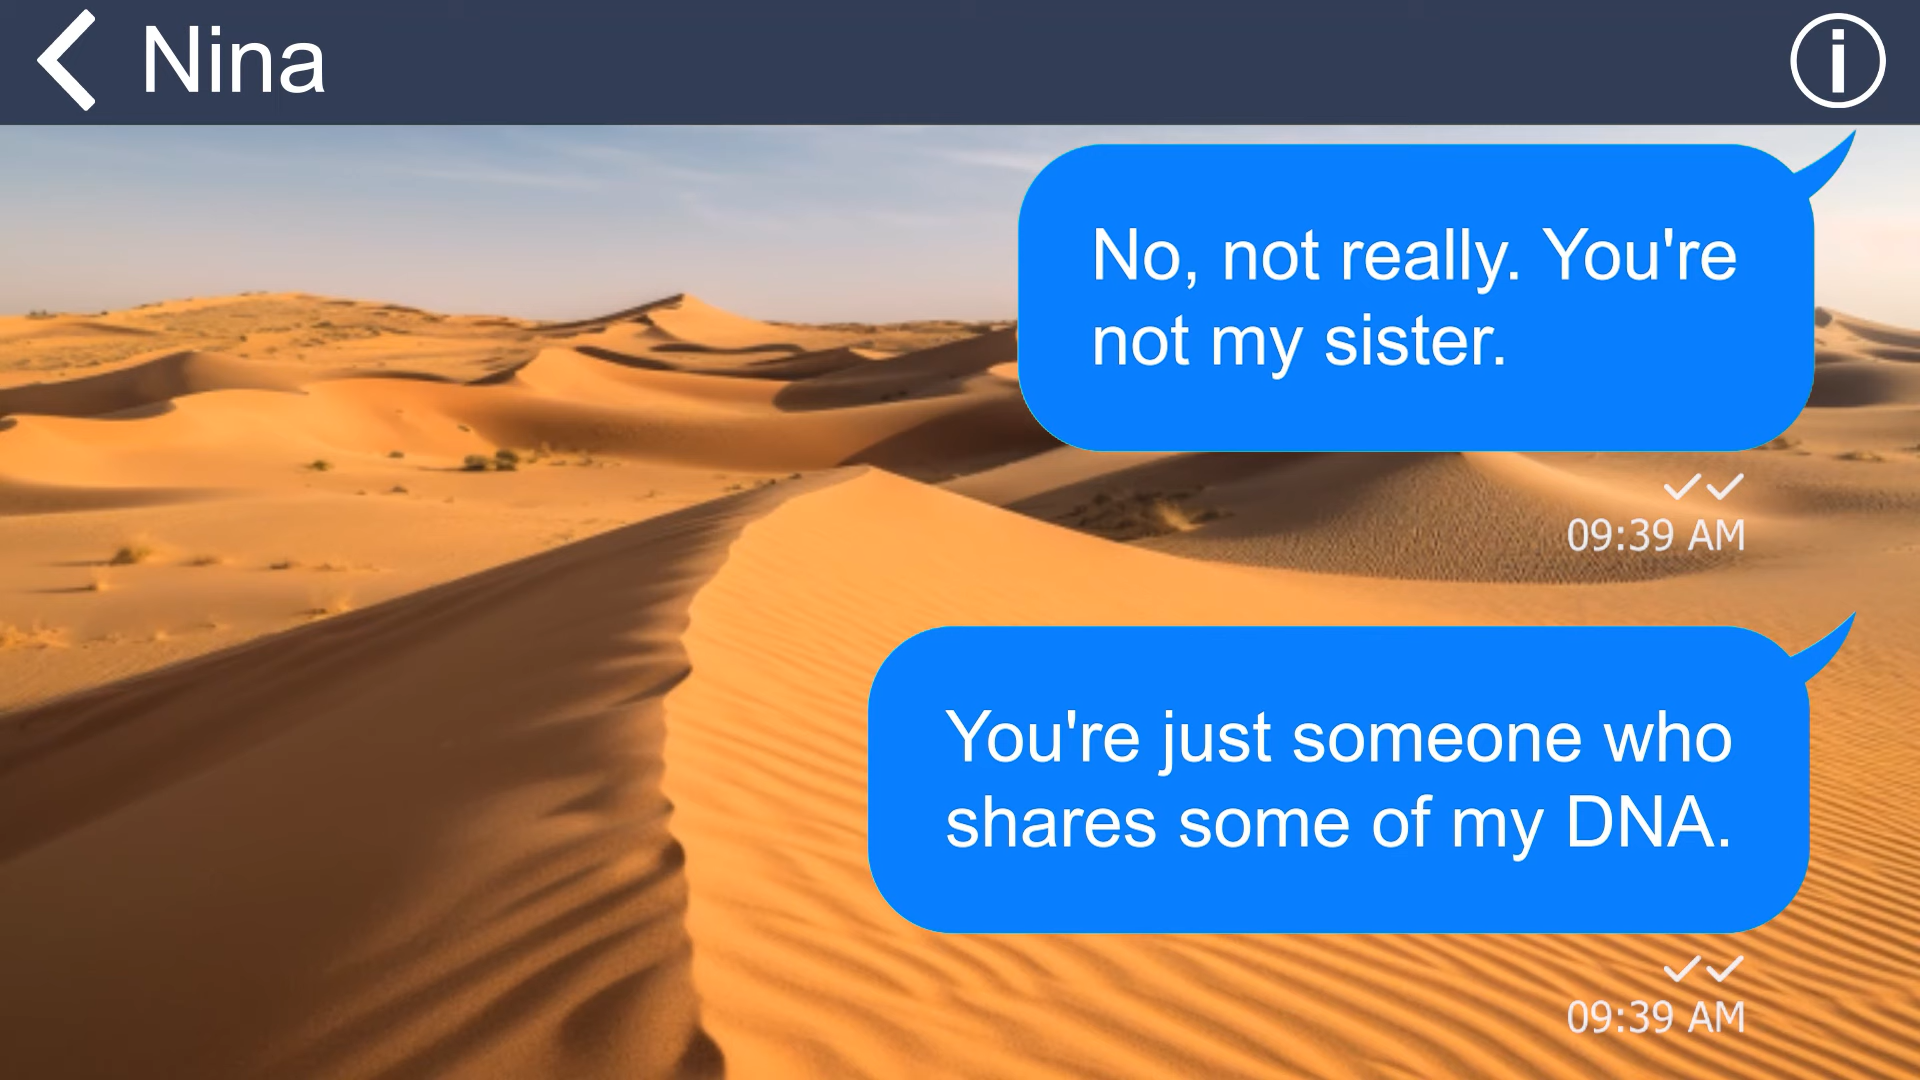 Nina
No, not really. You're
not my sister.
09:39 AM
You're just someone who
shares some of my DNA.
09:39 AM